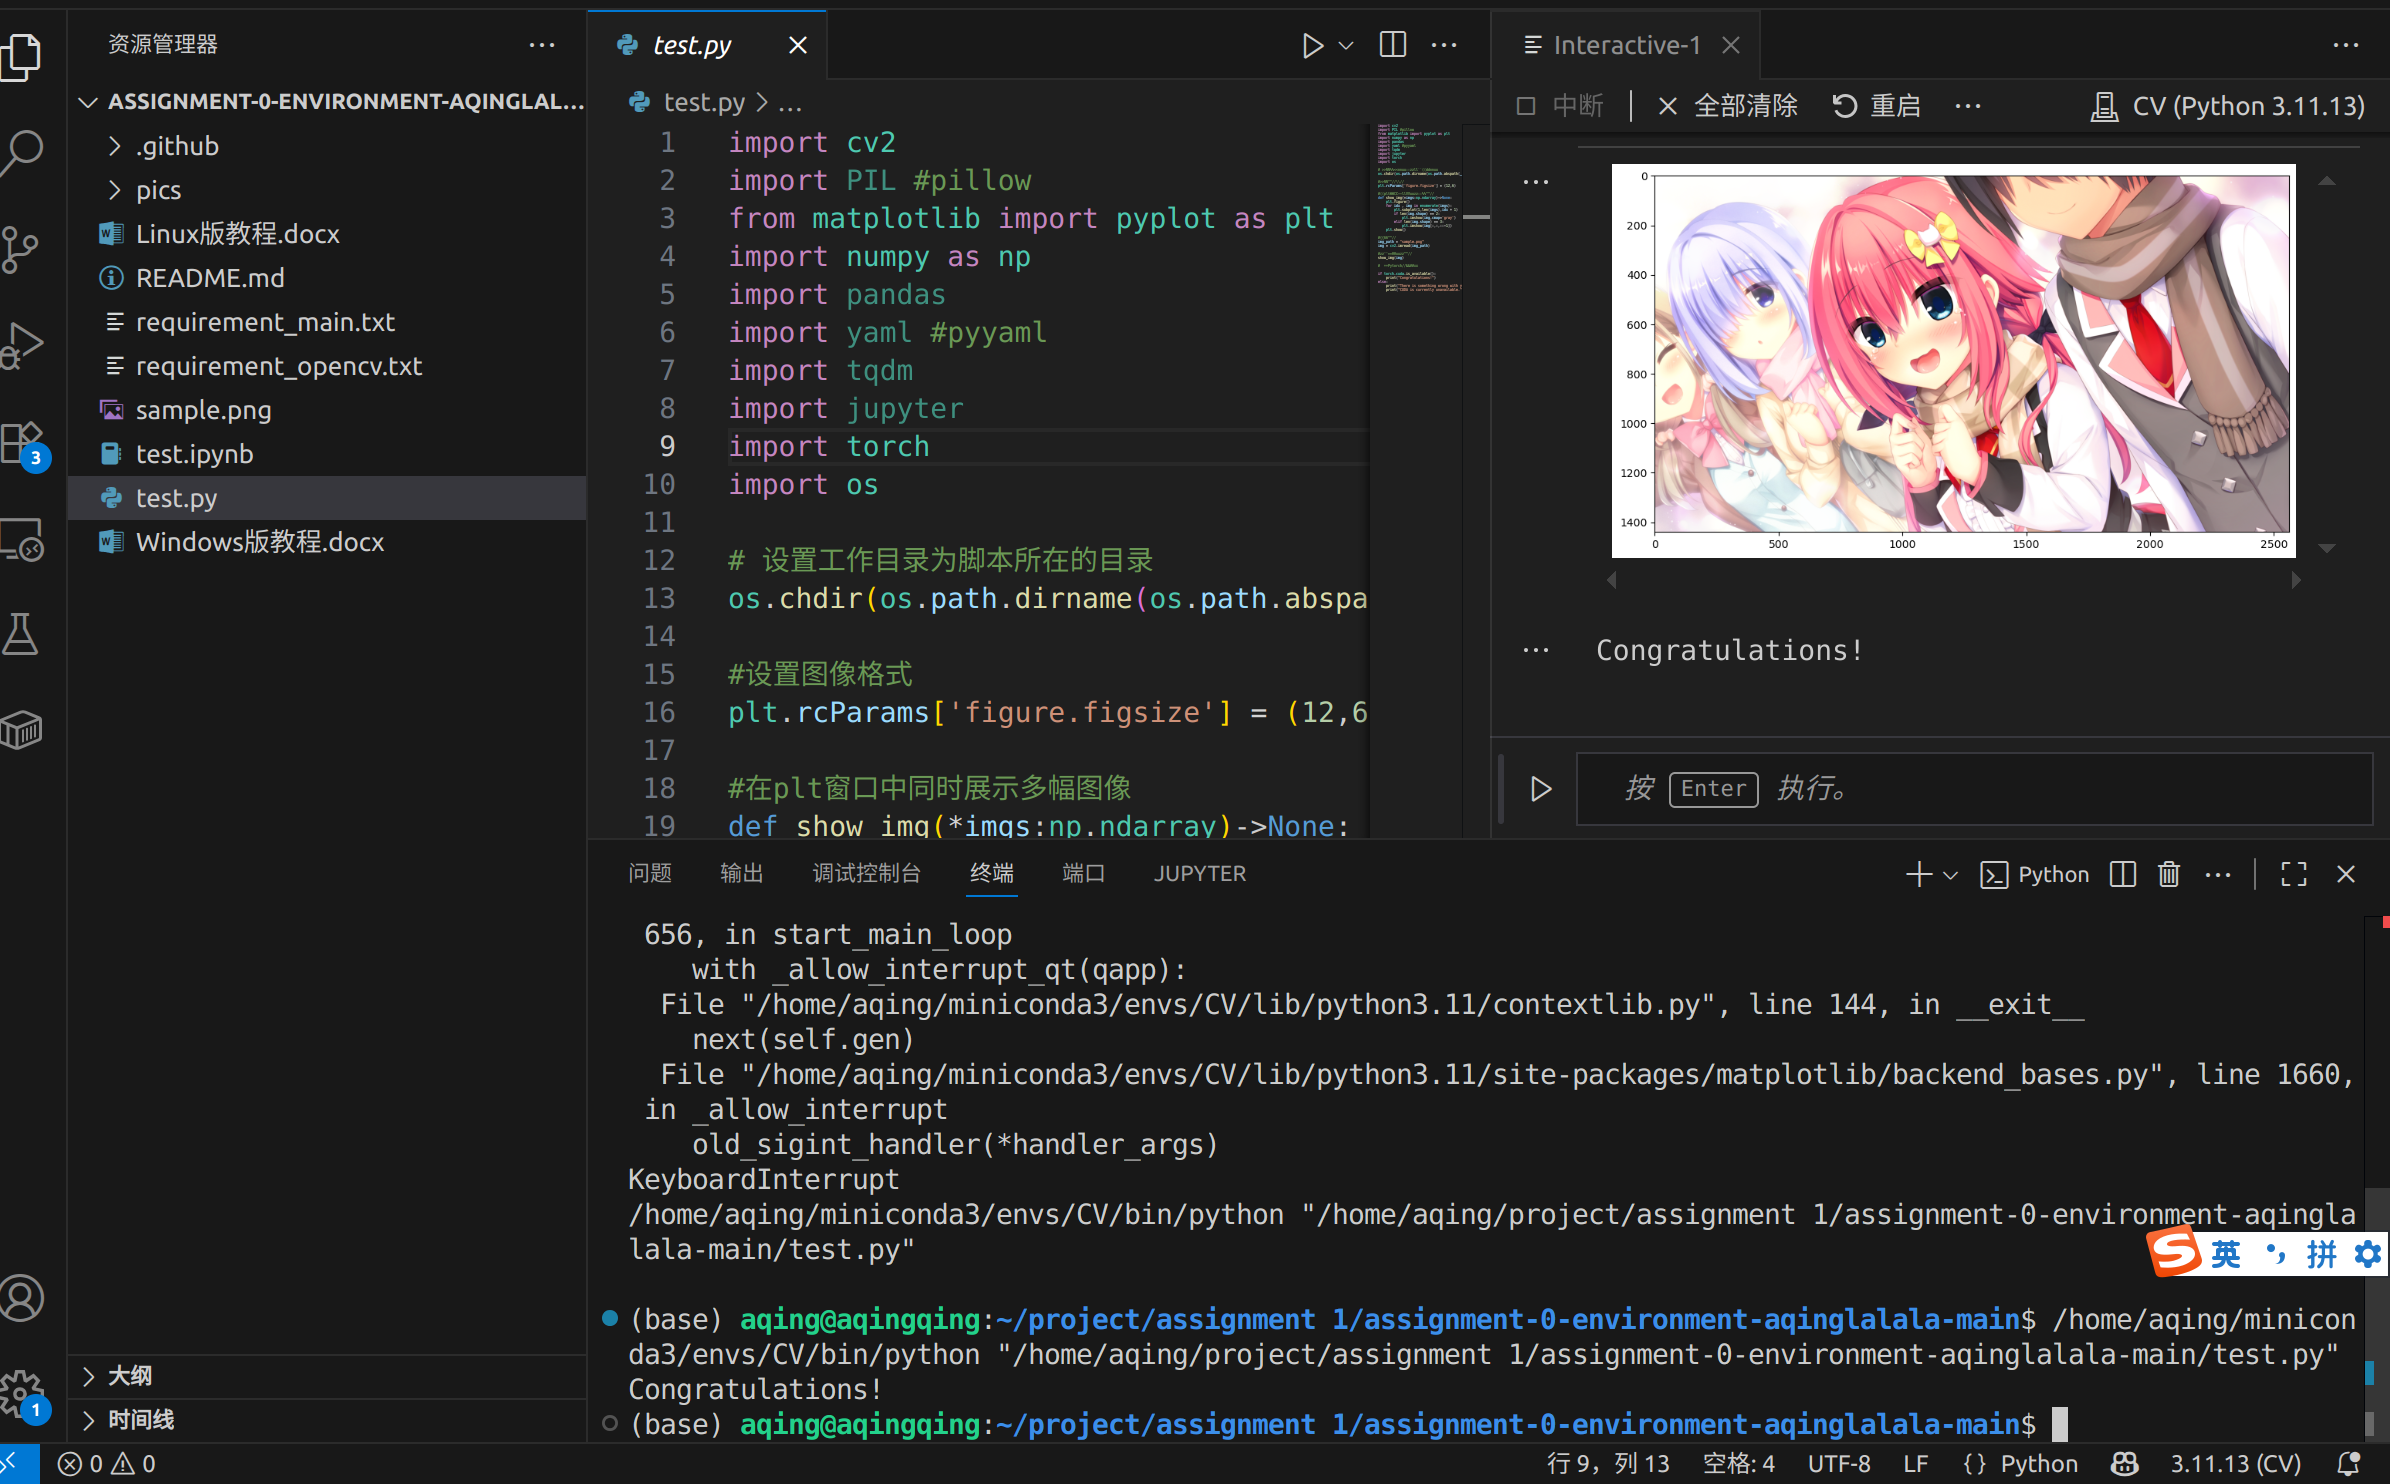 资源管理器
ASSIGNMENT-0-ENVIRONMENT-AQINGLAL...
.github
pics
Linux版教程.docx
README.md
requirement_main.txt
requirement_opencv.txt
sample.png
test.ipynb
test.py
Windows版教程.docx
大纲
时间线
3
1
test.py
test.py > ...
1 import cv2
2 import PIL #pillow
3 from matplotlib import pyplot as plt
4 import numpy as np
5 import pandas
6 import yaml #pyyaml
7 import tqdm
8 import jupyter
9 import torch
10 import os
11
12 # 设置工作目录为脚本所在的目录
13 os.chdir(os.path.dirname(os.path.abspa
14
15 #设置图像格式
16 plt.rcParams['figure.figsize'] = (12,6
17
18 #在plt窗口中同时展示多幅图像
19 def show_img(*imgs:np.ndarray)->None:
Interactive-1
中断 全部清除 重启 ... CV (Python 3.11.13)
0
200
400
600
800
1000
1200
1400
0 500 1000 1500 2000 2500
Congratulations!
按 Enter 执行。
问题 输出 调试控制台 终端 端口 JUPYTER
Python
656, in start_main_loop
with _allow_interrupt_qt(qapp):
File "/home/aqing/miniconda3/envs/CV/lib/python3.11/contextlib.py", line 144, in __exit__
next(self.gen)
File "/home/aqing/miniconda3/envs/CV/lib/python3.11/site-packages/matplotlib/backend_bases.py", line 1660,
in _allow_interrupt
old_sigint_handler(*handler_args)
KeyboardInterrupt
/home/aqing/miniconda3/envs/CV/bin/python "/home/aqing/project/assignment 1/assignment-0-environment-aqingla
lala-main/test.py"
(base) aqing@aqingqing:~/project/assignment 1/assignment-0-environment-aqinglalala-main$ /home/aqing/minicon
da3/envs/CV/bin/python "/home/aqing/project/assignment 1/assignment-0-environment-aqinglalala-main/test.py"
Congratulations!
(base) aqing@aqingqing:~/project/assignment 1/assignment-0-environment-aqinglalala-main$
英 拼
0 0
行 9，列 13 空格: 4 UTF-8 LF {} Python 3.11.13 (CV)